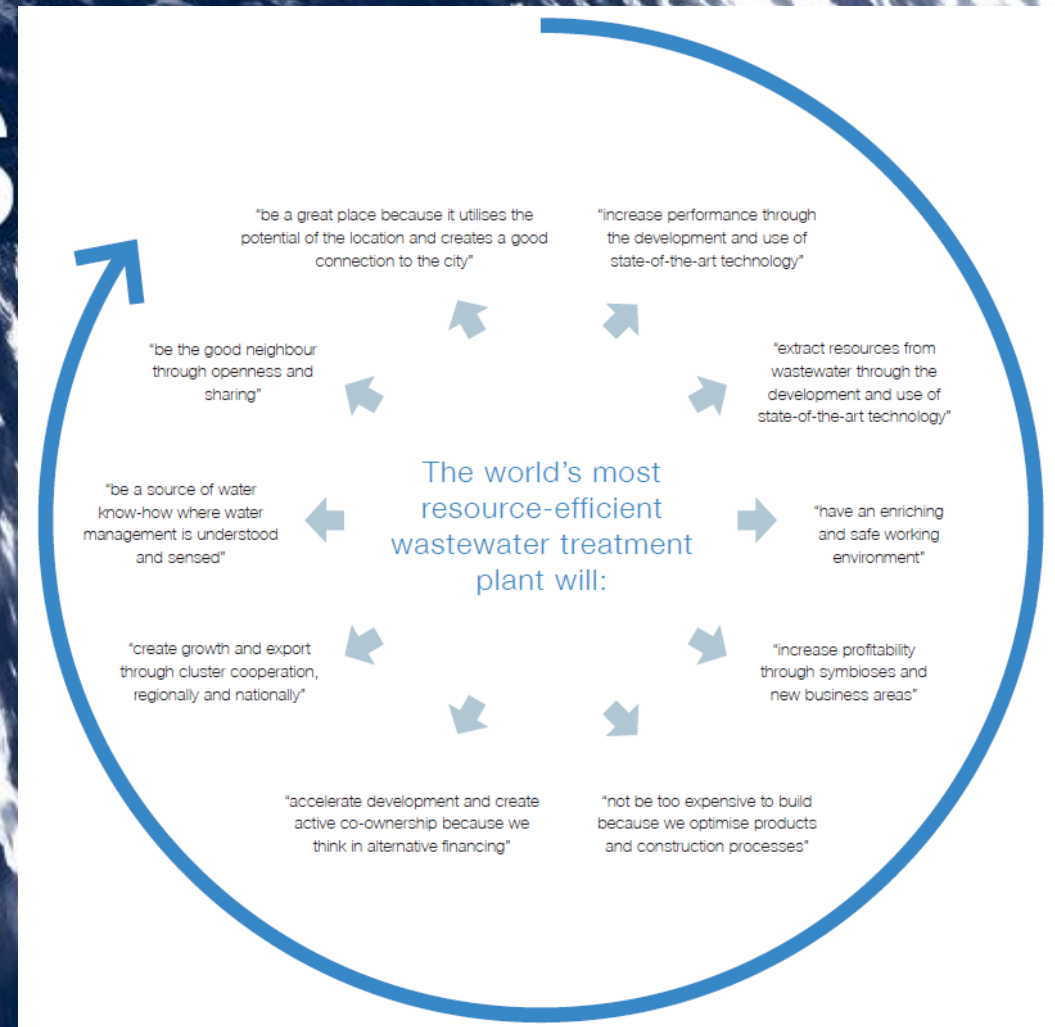 "be a great place because it utilises the
potential of the location and creates a good
connection to the city"
"increase performance through
the development and use of
state-of-the-art technology"
"extract resources from
wastewater through the
development and use of
state-of-the-art technology"
"have an enriching
and safe working
environment"
"increase profitability
through symbioses and
new business areas"
"not be too expensive to build
because we optimise products
and construction processes"
"accelerate development and create
active co-ownership because we
think in alternative financing"
"create growth and export
through cluster cooperation,
regionally and nationally"
"be a source of water
know-how where water
management is understood
and sensed"
"be the good neighbour
through openness and
sharing"
The world's most
resource-efficient
wastewater treatment
plant will: